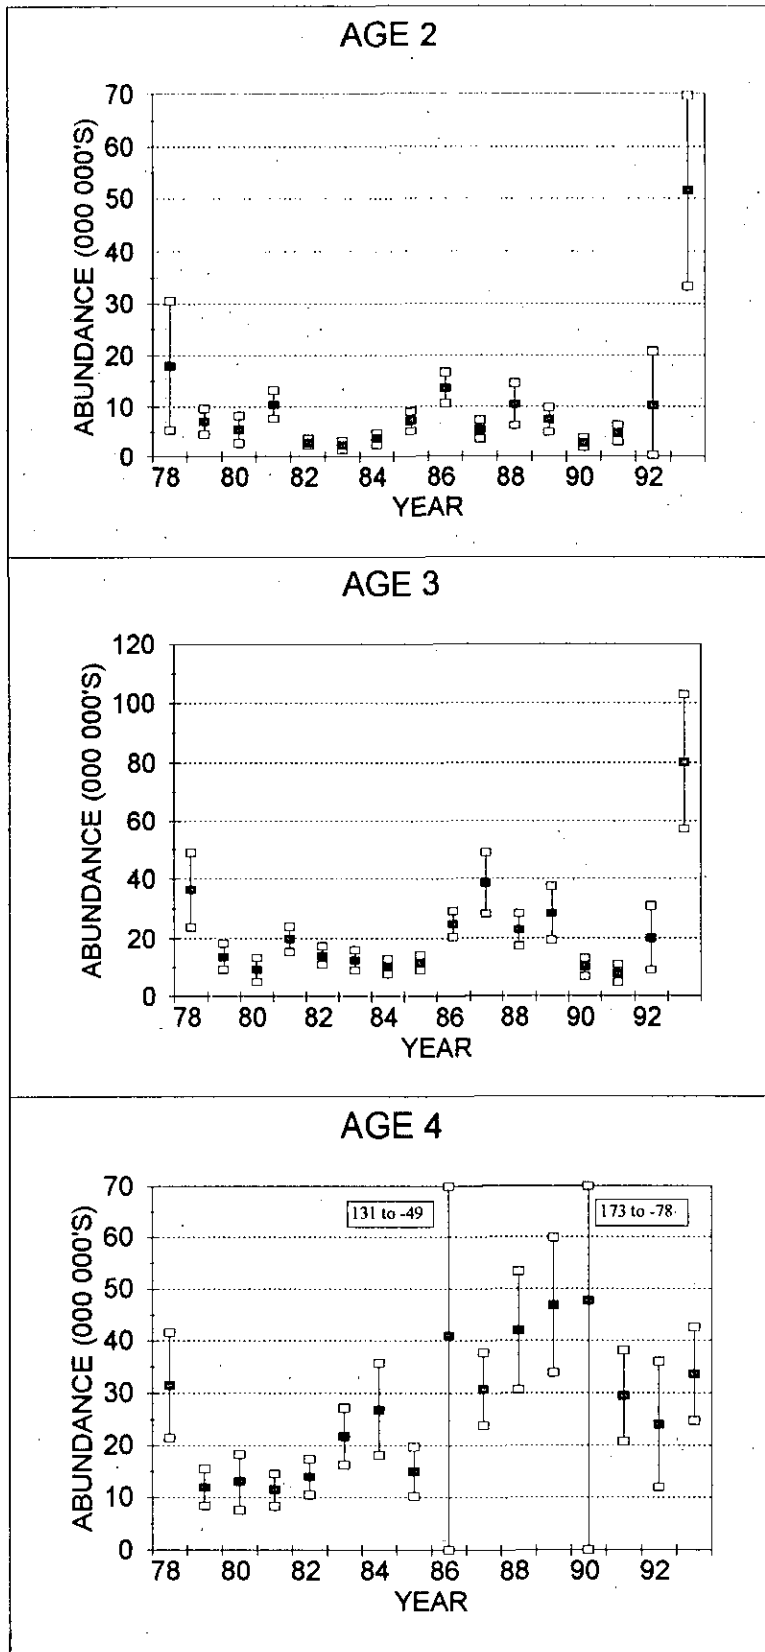 AGE 2
ABUNDANCE (000 000'S)
70
60
50
40
30
20
10
0
78 80 82 84 86 88 90 92
YEAR
AGE 3
ABUNDANCE (000 000'S)
120
100
80
60
40
20
0
78 80 82 84 86 88 90 92
YEAR
AGE 4
ABUNDANCE (000 000'S)
70
60
50
40
30
20
10
0
131 to -49
173 to -78
78 80 82 84 86 88 90 92
YEAR